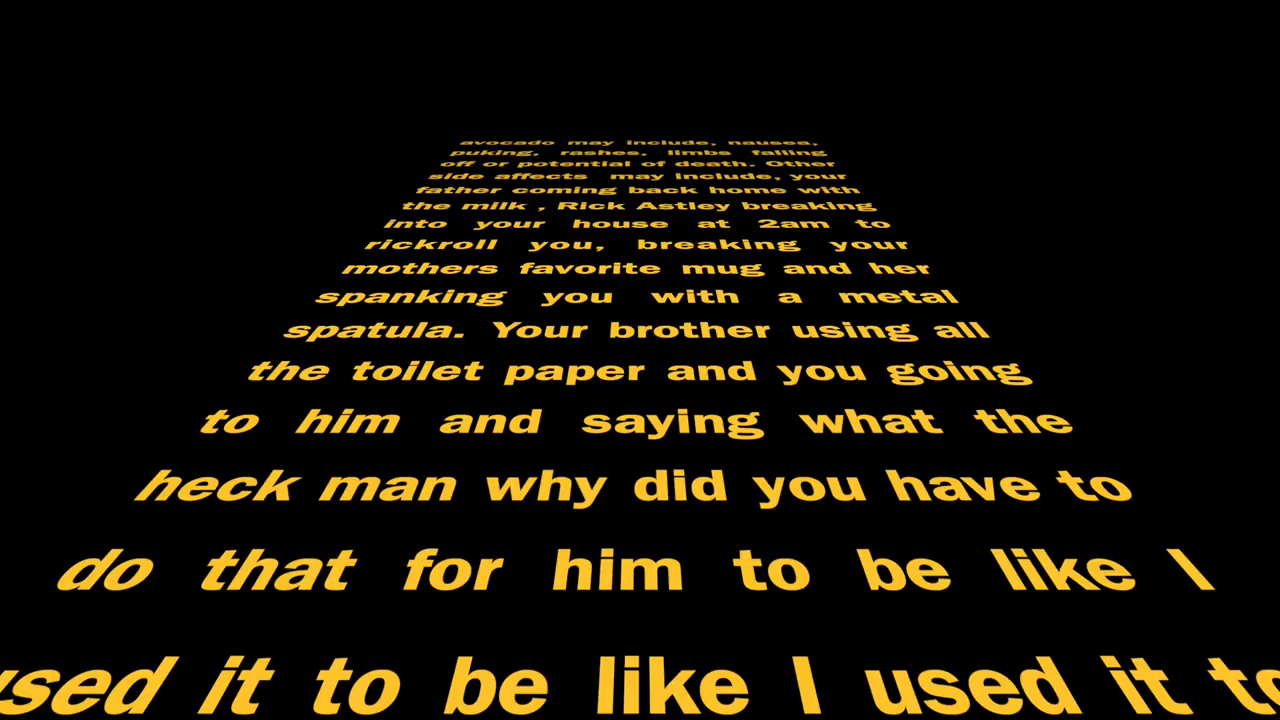 avocado may include, nausea,
puking, rashes, limbs falling
off or potential of death. Other
side affects may include, your
father coming back home with
the milk , Rick Astley breaking
into your house at 2am to
rickroll you, breaking your
mothers favorite mug and her
spanking you with a metal
spatula. Your brother using all
the toilet paper and you going
to him and saying what the
heck man why did you have to
do that for him to be like I
used it to be like I used it to